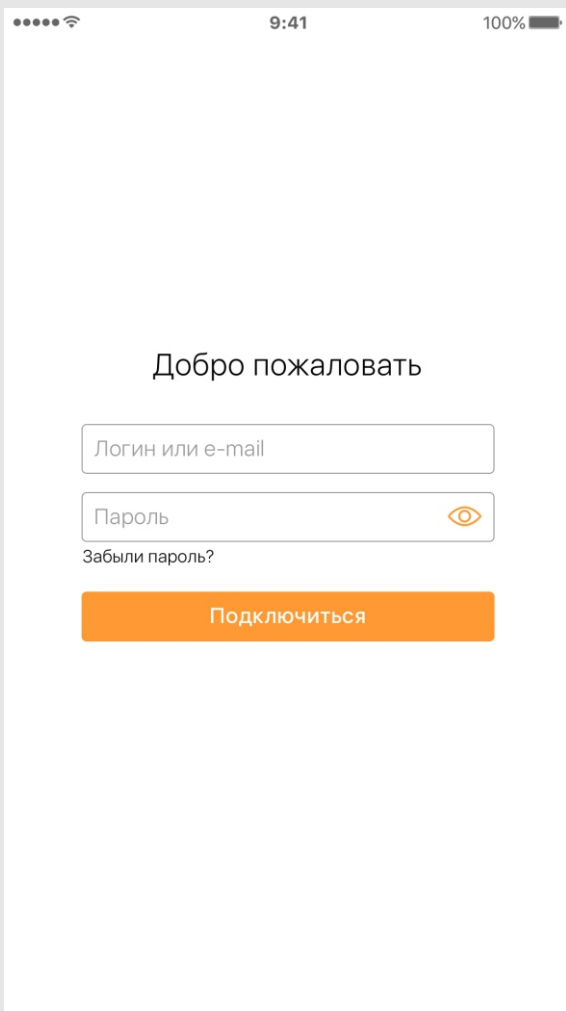 9:41
100%
Добро пожаловать
Логин или e-mail
Пароль
Забыли пароль?
Подключиться